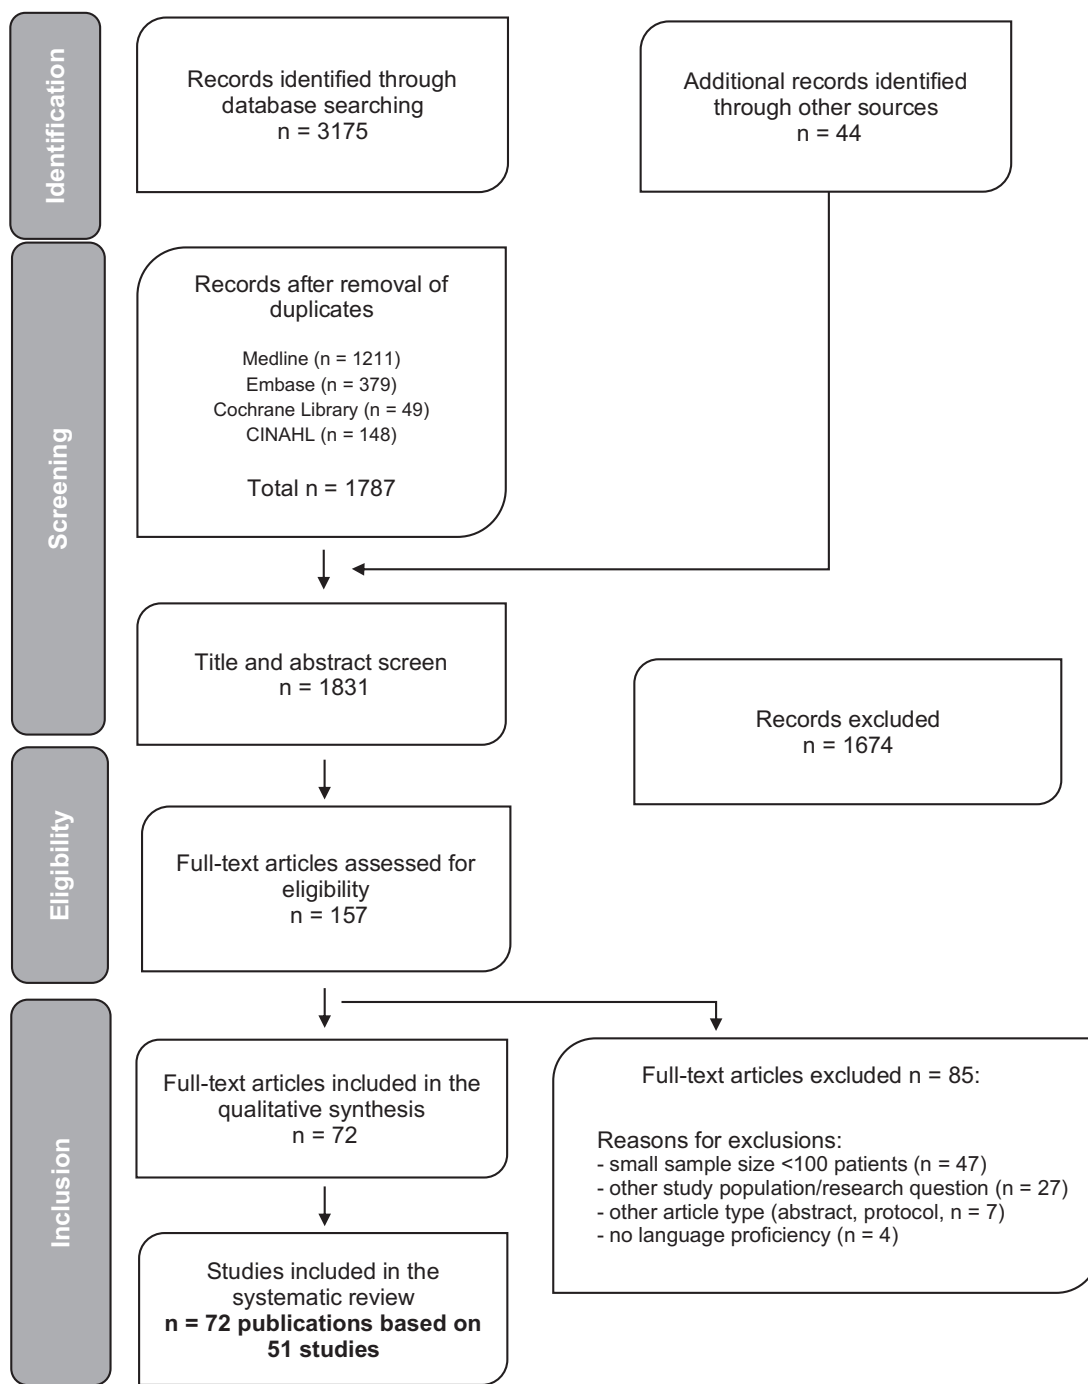 Identification
Records identified through
database searching
n = 3175
Additional records identified
through other sources
n = 44
Screening
Records after removal of
duplicates
Medline (n = 1211)
Embase (n = 379)
Cochrane Library (n = 49)
CINAHL (n = 148)
Total n = 1787
Title and abstract screen
n = 1831
Records excluded
n = 1674
Eligibility
Full-text articles assessed for
eligibility
n = 157
Inclusion
Full-text articles included in the
qualitative synthesis
n = 72
Full-text articles excluded n = 85:
Reasons for exclusions:
- small sample size <100 patients (n = 47)
- other study population/research question (n = 27)
- other article type (abstract, protocol, n = 7)
- no language proficiency (n = 4)
Studies included in the
systematic review
n = 72 publications based on
51 studies